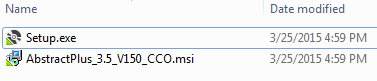 Name Date modified
Setup.exe 3/25/2015 4:59 PM
AbstractPlus_3.5_V150_CCO.msi 3/25/2015 4:59 PM